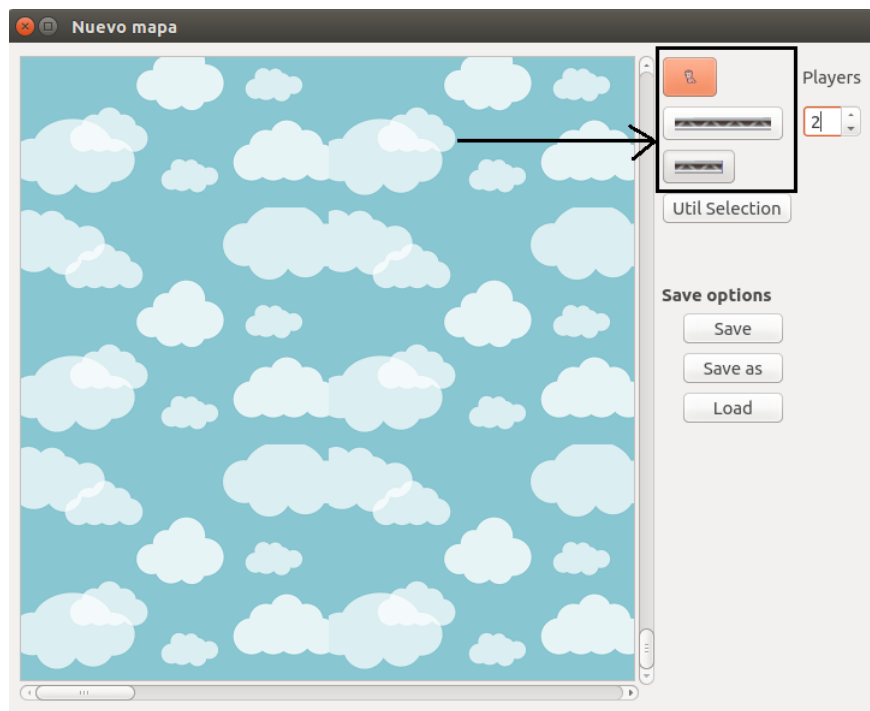 Nuevo mapa
Players
2
Util Selection
Save options
Save
Save as
Load